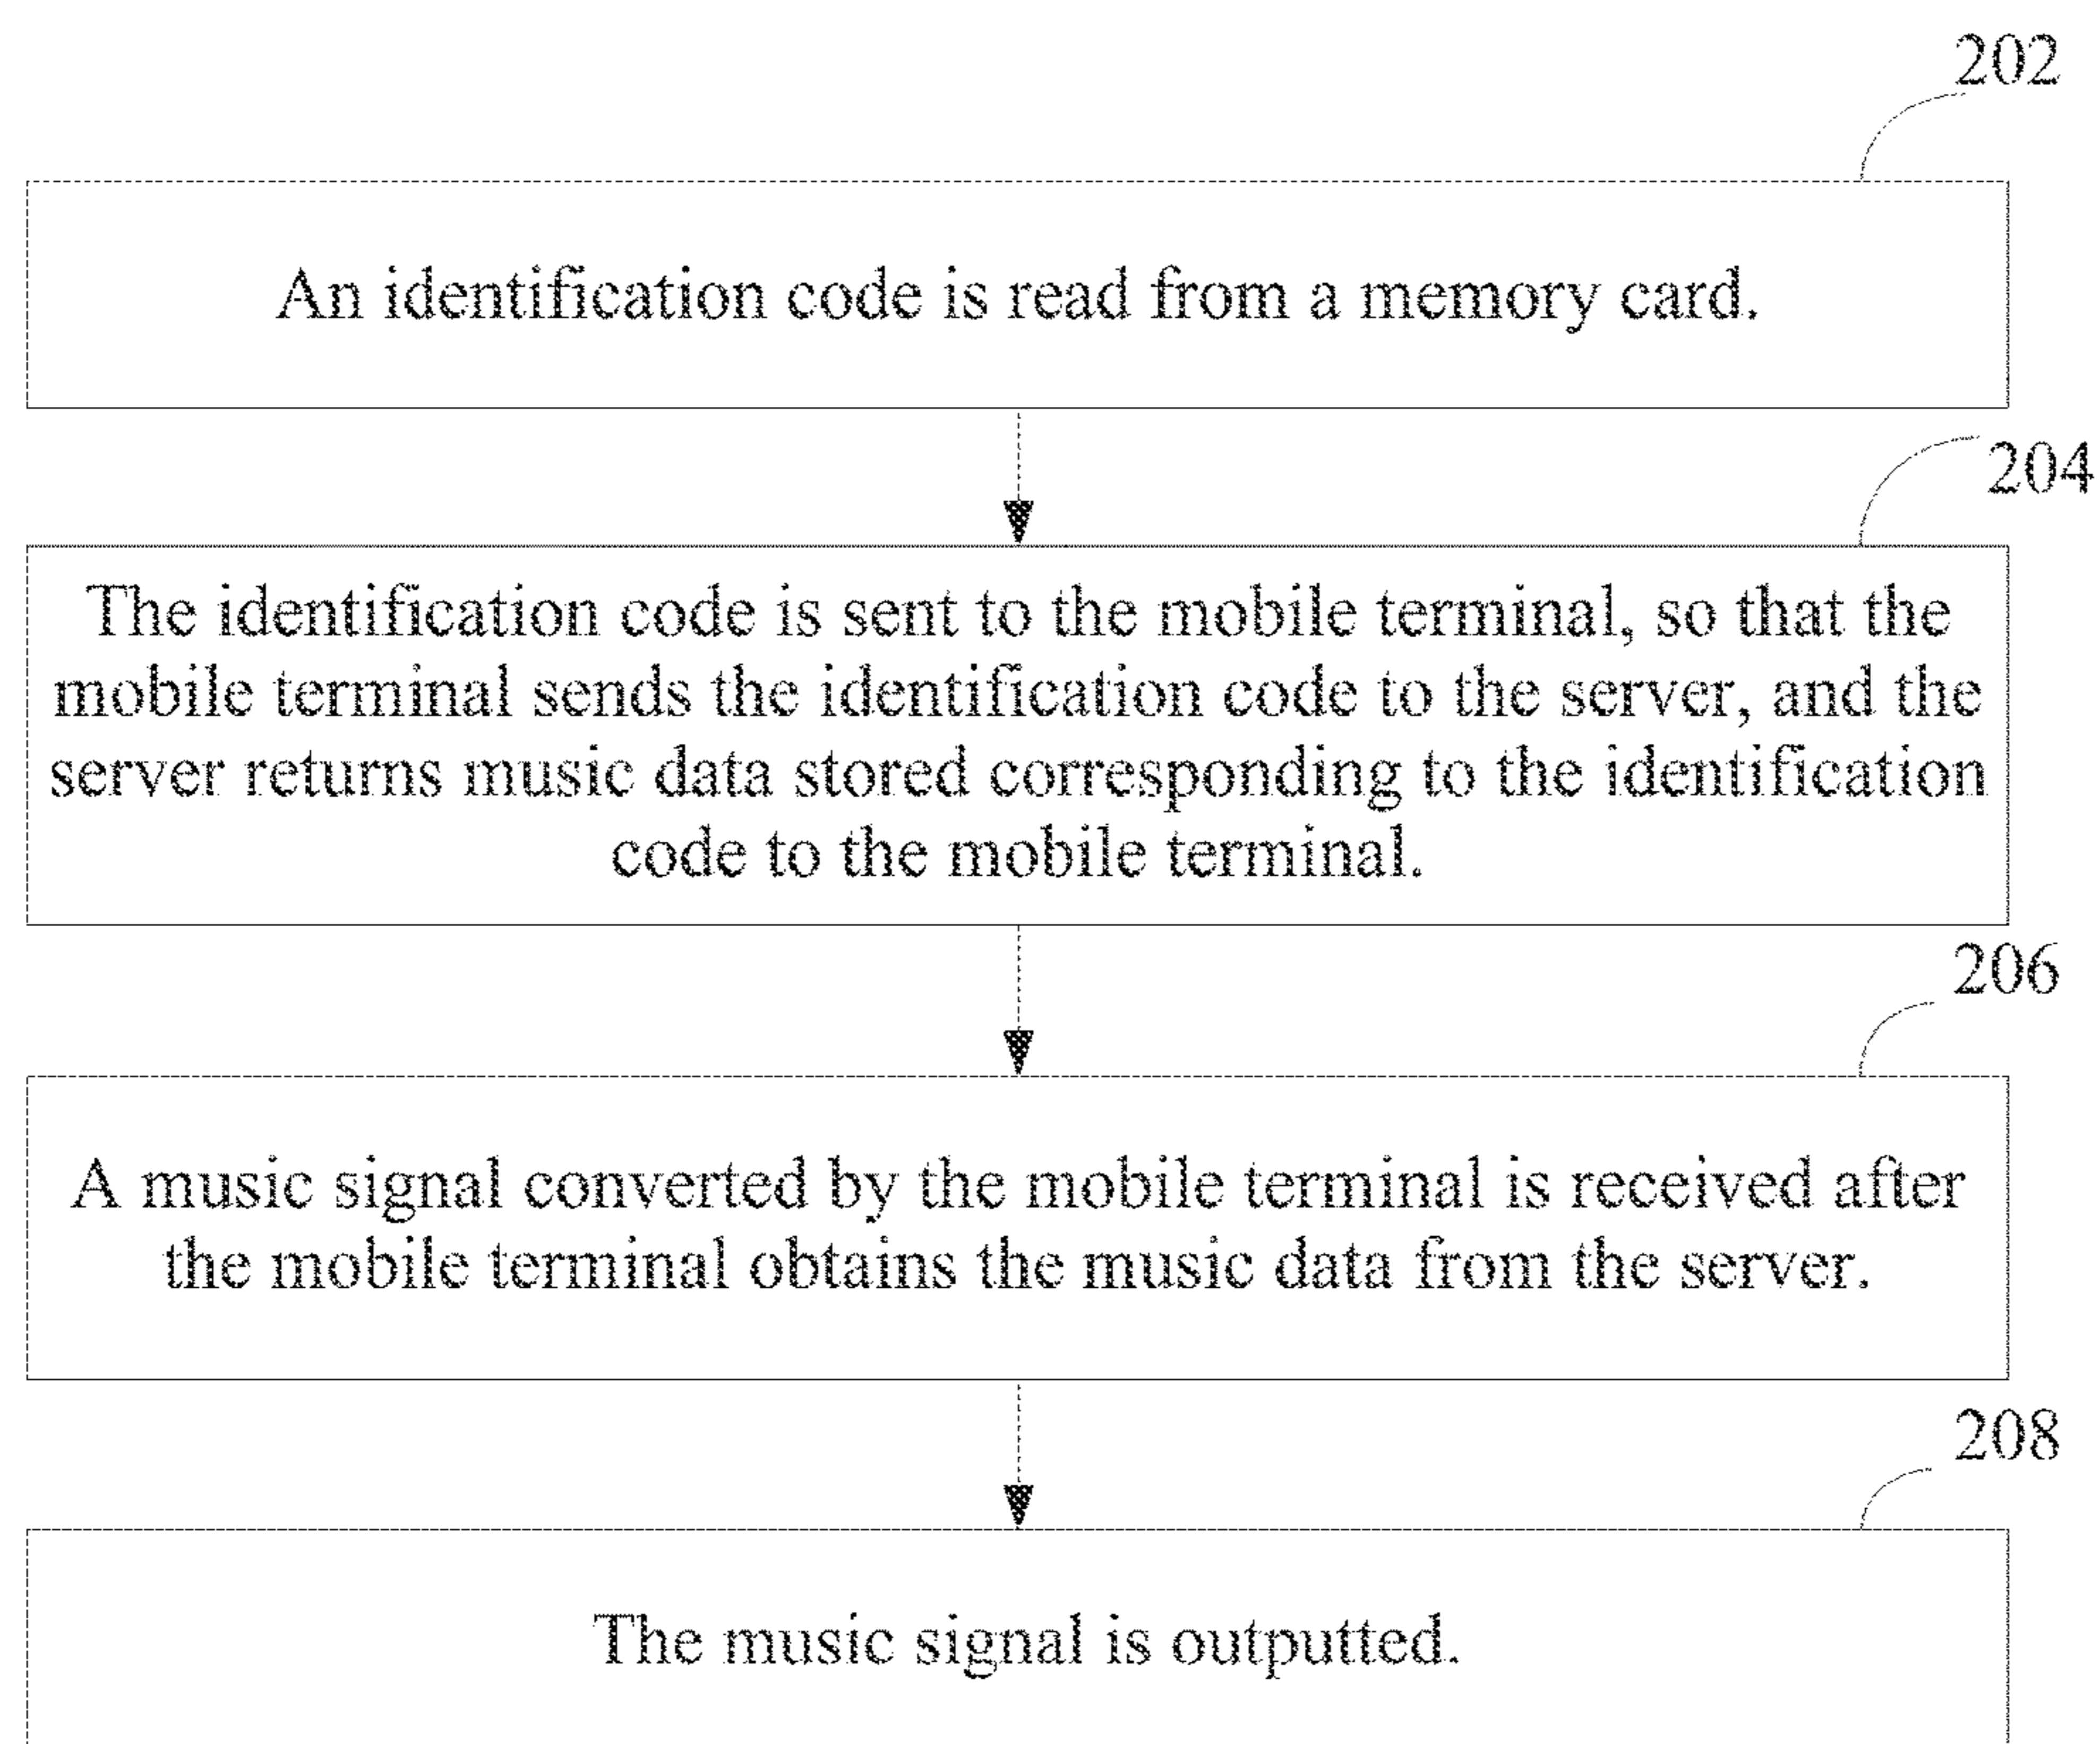 202
An identification code is read from a memory card.
204
The identification code is sent to the mobile terminal, so that the
mobile terminal sends the identification code to the server, and the
server returns music data stored corresponding to the identification
code to the mobile terminal.
206
A music signal converted by the mobile terminal is received after
the mobile terminal obtains the music data from the server.
208
The music signal is outputted.